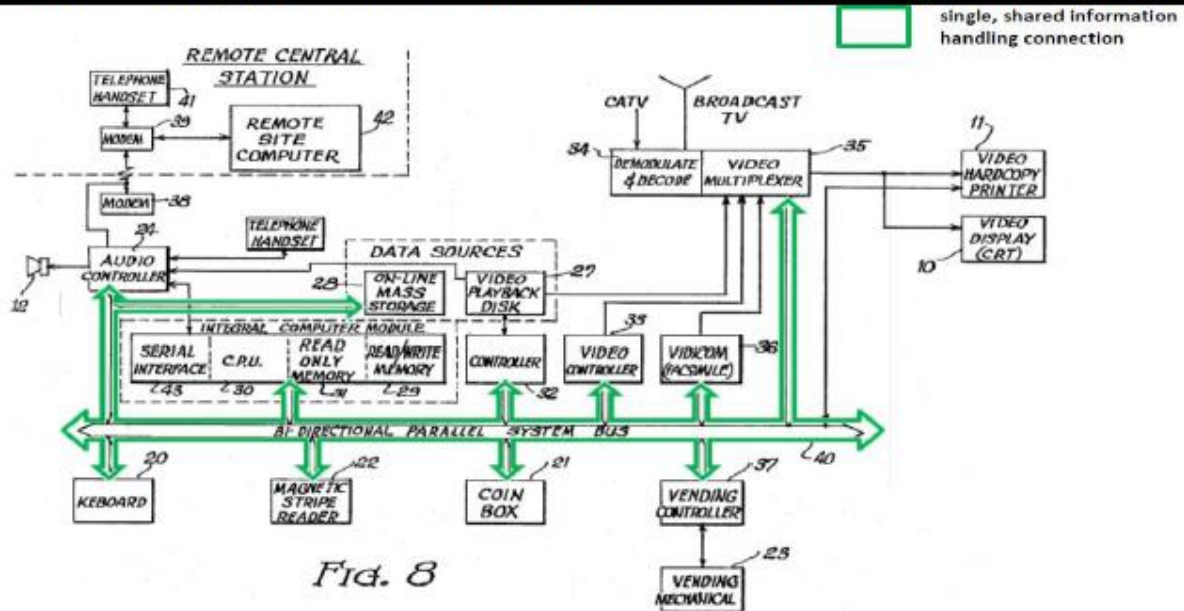 single, shared information
handling connection
REMOTE CENTRAL
STATION
TELEPHONE
HANDSET
41
MODEM
39
REMOTE
SITE
COMPUTER
42
MODEM
38
CATV
BROADCAST
TV
34
DEMODULATE
& DECODE
VIDEO
MULTIPLEXER
35
11
VIDEO
HARDCOPY
PRINTER
VIDEO
DISPLAY
(CRT)
10
24
AUDIO
CONTROLLER
12
TELEPHONE
HANDSET
DATA SOURCES
28
ON-LINE
MASS
STORAGE
VIDEO
PLAYBACK
DISK
27
INTEGRAL COMPUTER MODULE
SERIAL
INTERFACE
C.P.U.
READ
ONLY
MEMORY
READ/WRITE
MEMORY
43
30
31
29
CONTROLLER
32
33
VIDEO
CONTROLLER
VIDICOM
(FACSIMILE)
36
BI-DIRECTIONAL PARALLEL SYSTEM BUS
40
20
KEBOARD
22
MAGNETIC
STRIPE
READER
21
COIN
BOX
37
VENDING
CONTROLLER
23
VENDING
MECHANICAL
FIG. 8